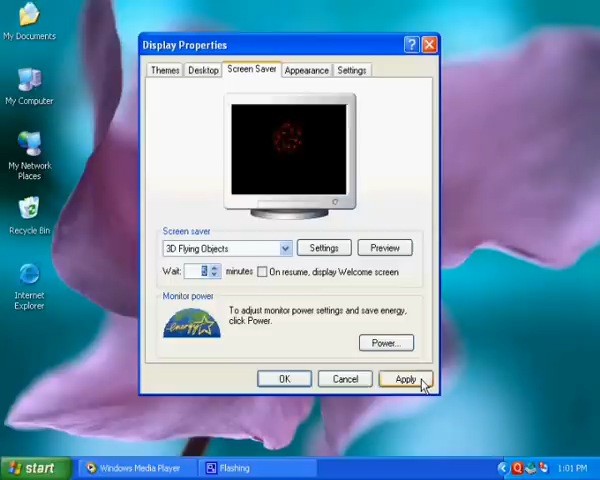 My Documents
My Computer
My Network
Places
Recycle Bin
Internet
Explorer
Display Properties
Themes
Desktop
Screen Saver
Appearance
Settings
Screen saver
3D Flying Objects
Settings
Preview
Wait:
5
minutes
On resume, display Welcome screen
Monitor power
energy
To adjust monitor power settings and save energy,
click Power.
Power...
OK
Cancel
Apply
start
Windows Media Player
Flashing
1:01 PM